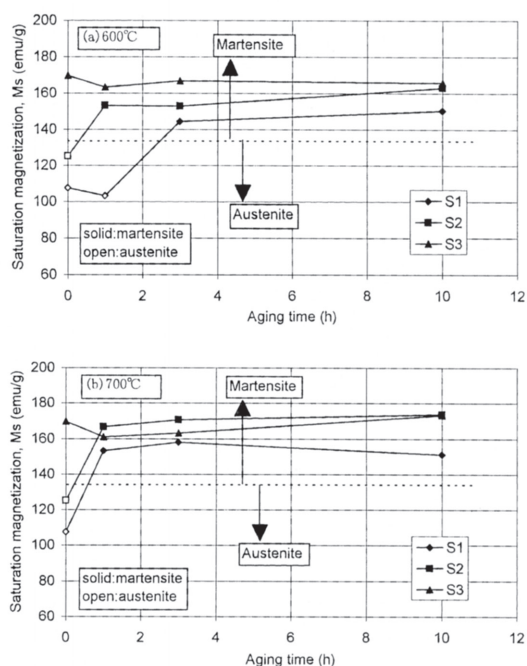 (a) 600℃
Martensite
Saturation magnetization, Ms (emu/g)
200
180
160
140
120
100
80
60
Austenite
solid:martensite
open:austenite
S1
S2
S3
0 2 4 6 8 10 12
Aging time (h)
(b) 700℃
Martensite
Saturation magnetization, Ms (emu/g)
200
180
160
140
120
100
80
60
Austenite
solid:martensite
open:austenite
S1
S2
S3
0 2 4 6 8 10 12
Aging time (h)